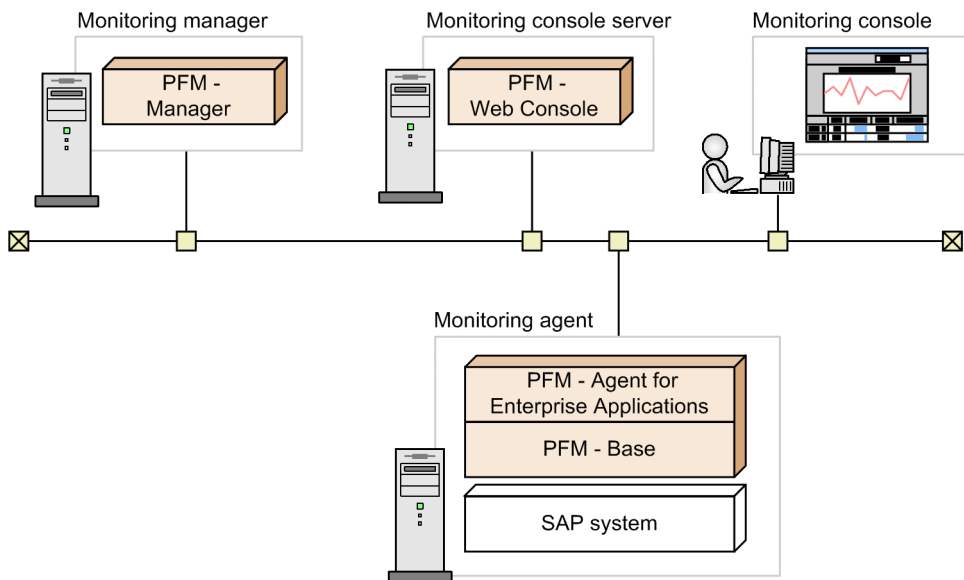 Monitoring manager
PFM -
Manager
Monitoring console server
PFM -
Web Console
Monitoring console
Monitoring agent
PFM - Agent for
Enterprise Applications
PFM - Base
SAP system